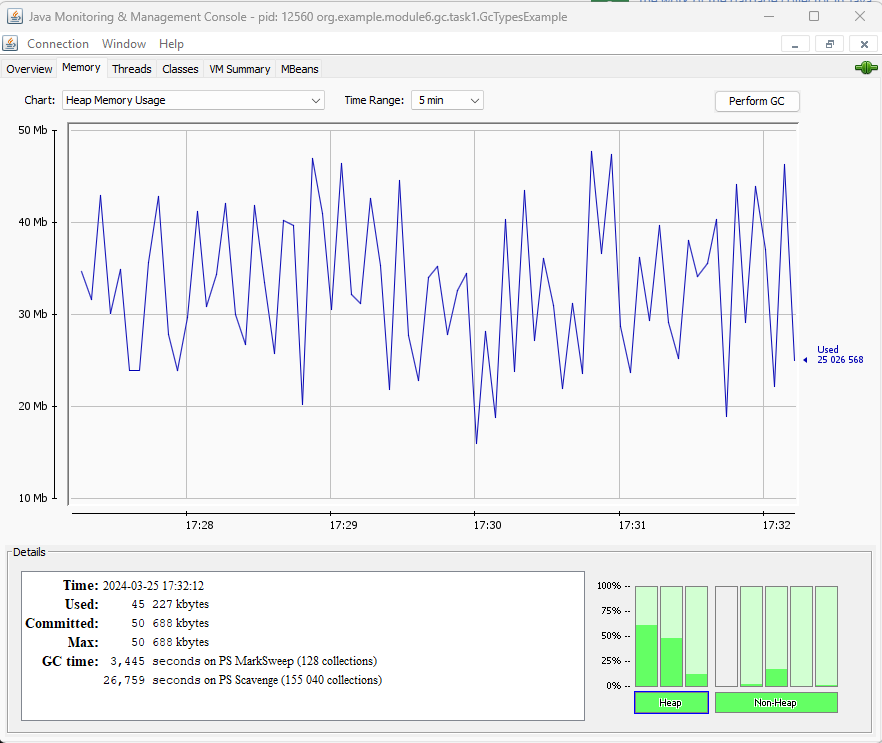 Java Monitoring & Management Console - pid: 12560 org.example.module6.gc.task1.GcTypesExample
Connection Window Help
Overview Memory Threads Classes VM Summary MBeans
Chart: Heap Memory Usage Time Range: 5 min Perform GC
50 Mb
40 Mb
30 Mb
20 Mb
10 Mb
Used
25 026 568
17:28 17:29 17:30 17:31 17:32
Details
Time: 2024-03-25 17:32:12
Used: 45 227 kbytes
Committed: 50 688 kbytes
Max: 50 688 kbytes
GC time: 3,445 seconds on PS MarkSweep (128 collections)
26,759 seconds on PS Scavenge (155 040 collections)
100% --
75% --
50% --
25% --
0% --
Heap Non-Heap